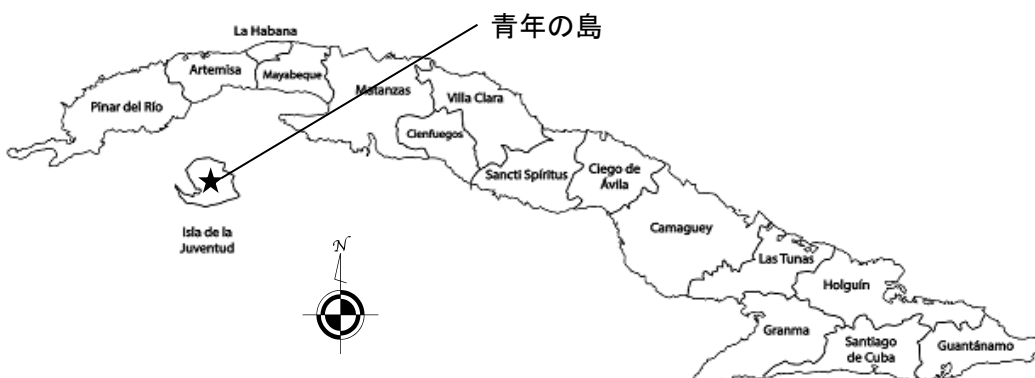 青年の島
La Habana
Artemisa
Mayabeque
Matanzas
Villa Clara
Pinar del Río
Cienfuegos
Sancti Spíritus
Ciego de
Ávila
Isla de la
Juventud
N
Camaguey
Las Tunas
Holguín
Granma
Santiago
de Cuba
Guantánamo